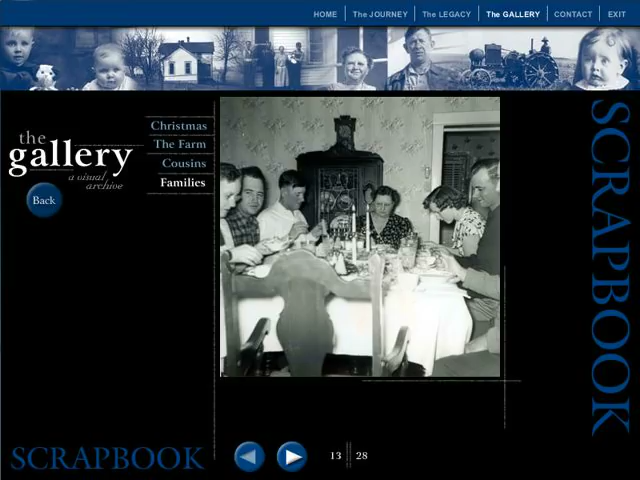 HOME The JOURNEY The LEGACY The GALLERY CONTACT EXIT
the
gallery
a visual
archive
Back
Christmas
The Farm
Cousins
Families
SCRAPBOOK
SCRAPBOOK
13 28